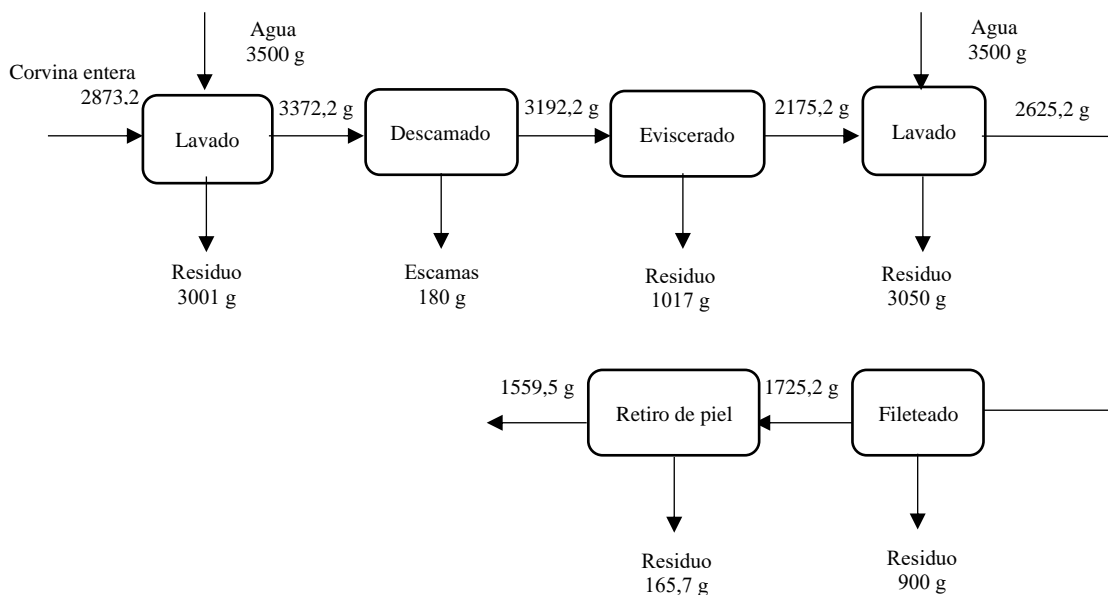 Agua
3500 g
Corvina entera
2873,2
Lavado
3372,2 g
Descamado
3192,2 g
Eviscerado
2175,2 g
Agua
3500 g
Lavado
2625,2 g
Residuo
3001 g
Escamas
180 g
Residuo
1017 g
Residuo
3050 g
1559,5 g
Retiro de piel
1725,2 g
Fileteado
Residuo
165,7 g
Residuo
900 g